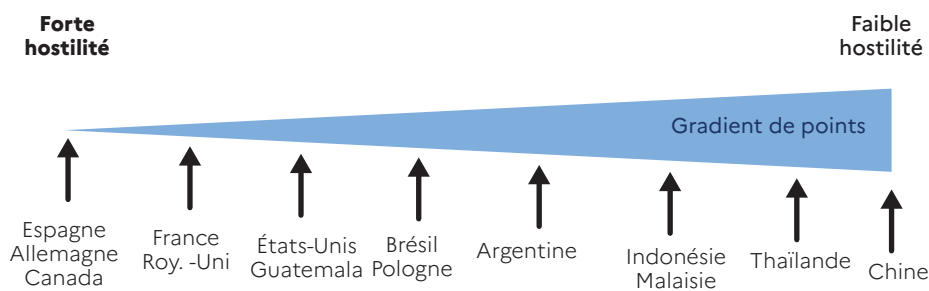 Forte
hostilité
Faible
hostilité
Gradient de points
Espagne
Allemagne
Canada
France
Roy. -Uni
États-Unis
Guatemala
Brésil
Pologne
Argentine
Indonésie
Malaisie
Thaïlande
Chine